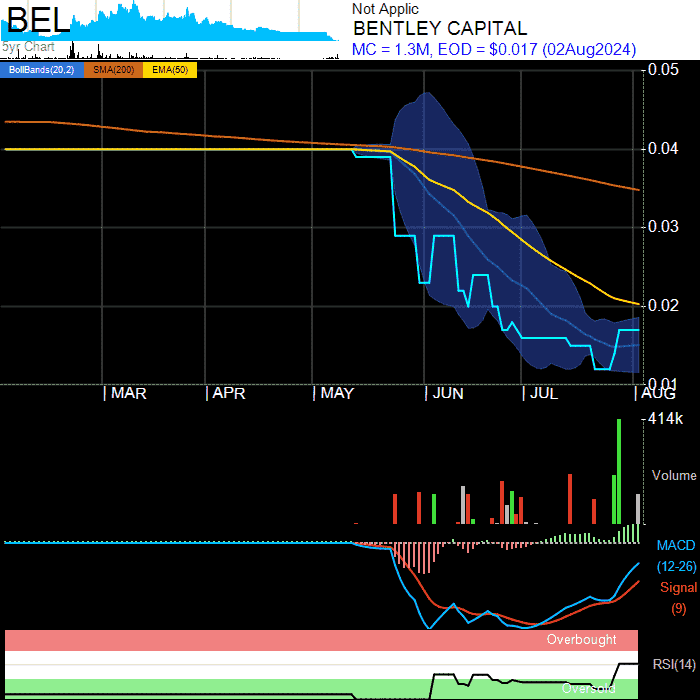 BEL
Not Applic
BENTLEY CAPITAL
5yr Chart
MC = 1.3M, EOD = $0.017 (02Aug2024)
BollBands(20,2) SMA(200) EMA(50)
0.05
0.04
0.03
0.02
0.01
MAR APR MAY JUN JUL AUG
414k
Volume
MACD
(12-26)
Signal
(9)
Overbought
RSI(14)
Oversold